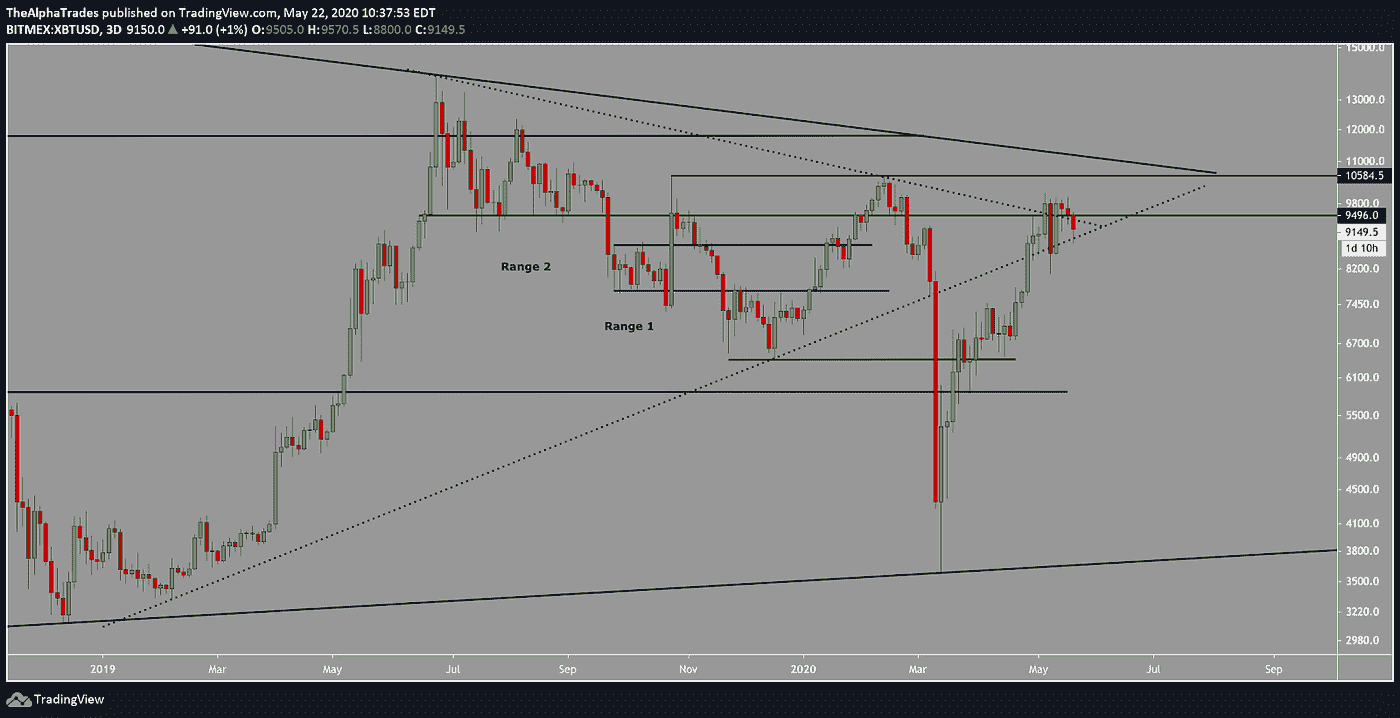 TheAlphaTrades published on TradingView.com, May 22, 2020 10:37:53 EDT
BITMEX:XBTUSD, 3D 9150.0 ▲ +91.0 (+1%) O:9505.0 H:9570.5 L:8800.0 C:9149.5
15000.0
13000.0
12000.0
11000.0
10584.5
9800.0
9496.0
9149.5
1d 10h
8200.0
7450.0
6700.0
6100.0
5500.0
4900.0
4500.0
4100.0
3800.0
3500.0
3220.0
2980.0
Range 2
Range 1
2019 Mar May Jul Sep Nov 2020 Mar May Jul Sep
TradingView